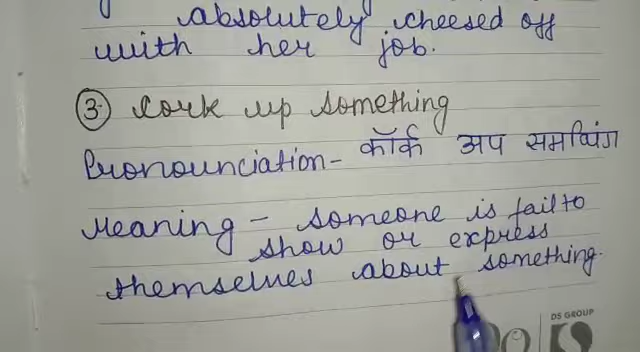 absolutely cheesed off
with her job.
3. cork up something
Pronounciation - कॉर्क अप समथिंग
Meaning - someone is fail to
show or express
themselves about something.
DS GROUP